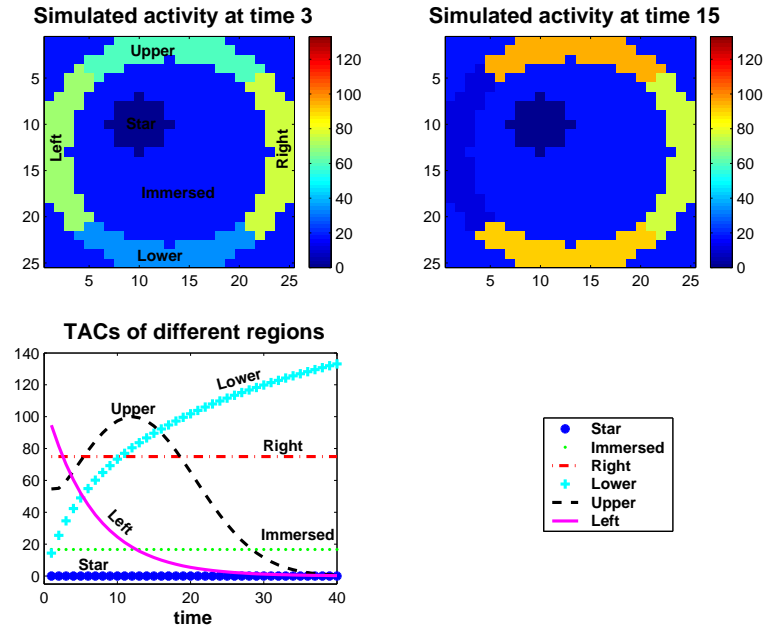 Simulated activity at time 3
Upper
Star
Left
Right
Immersed
Lower
5
10
15
20
25
5 10 15 20 25
120
100
80
60
40
20
0
Simulated activity at time 15
5
10
15
20
25
5 10 15 20 25
120
100
80
60
40
20
0
TACs of different regions
140
120
100
80
60
40
20
0
Lower
Upper
Right
Left
Immersed
Star
0 10 20 30 40
time
Star
Immersed
Right
Lower
Upper
Left